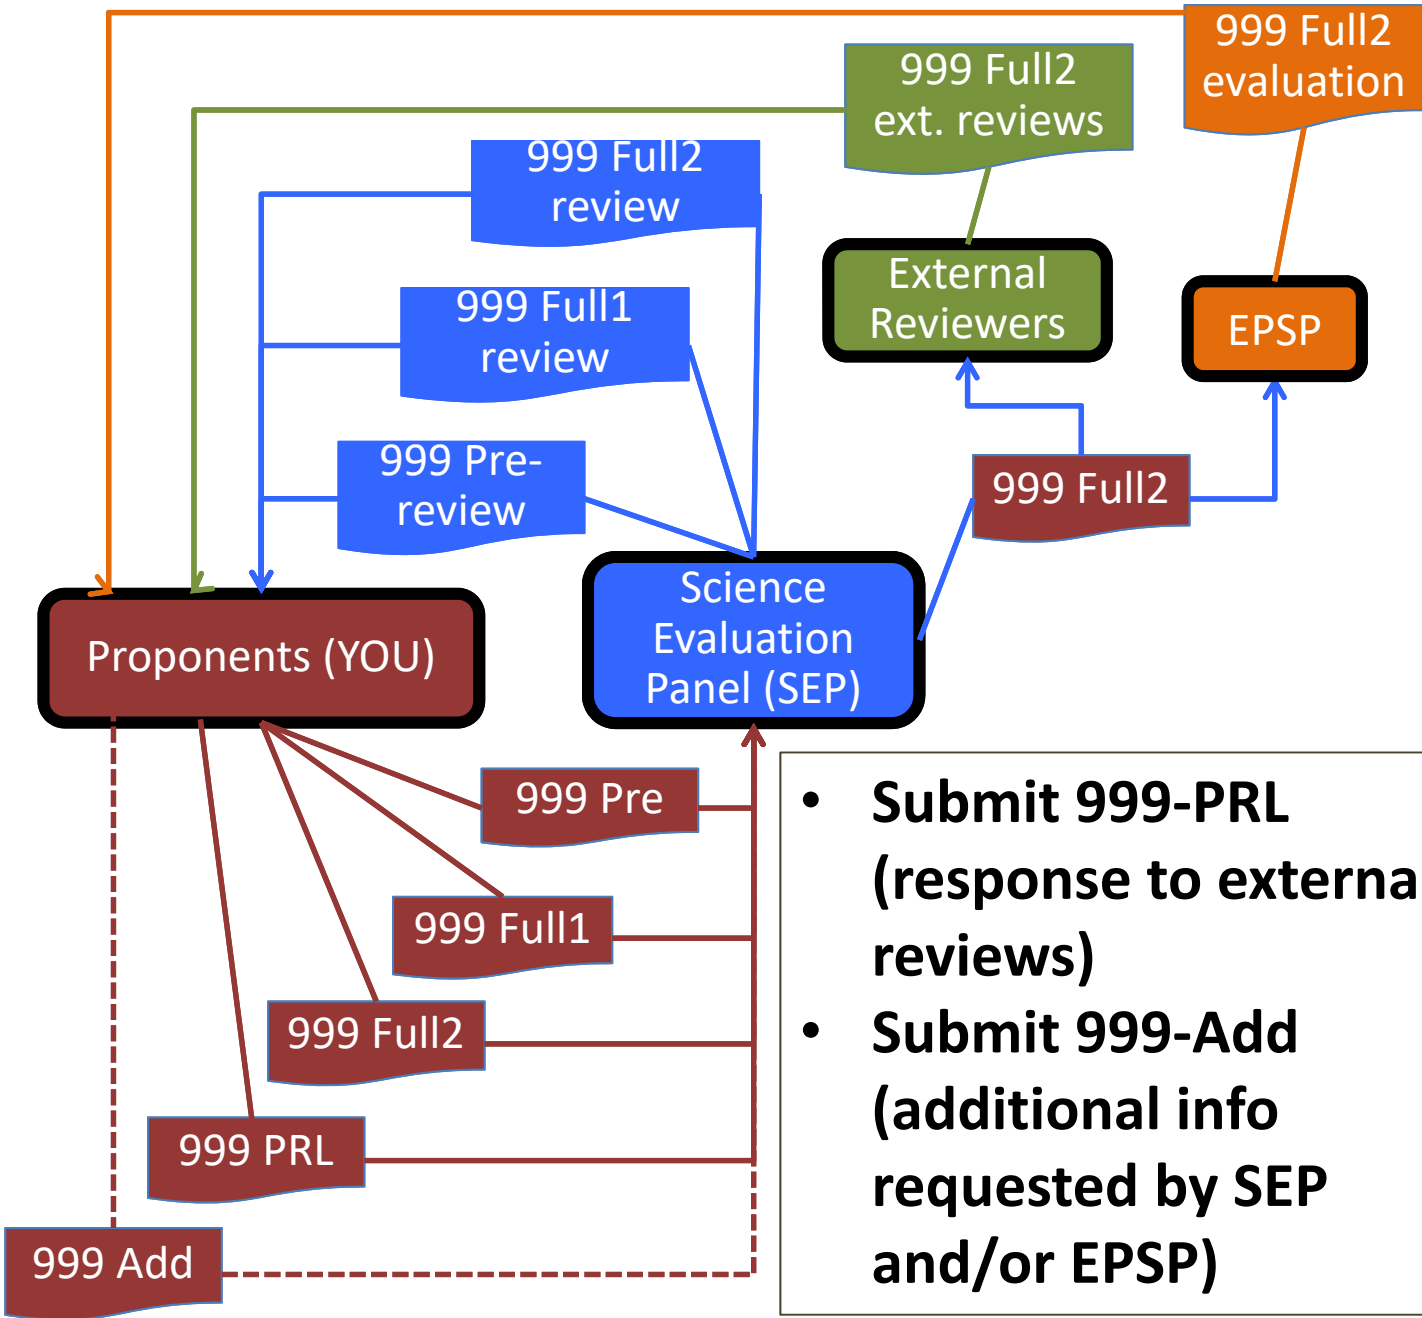 999 Full2
evaluation
999 Full2
ext. reviews
999 Full2
review
External
Reviewers
999 Full1
review
EPSP
999 Pre-
review
999 Full2
Science
Evaluation
Panel (SEP)
Proponents (YOU)
999 Pre
999 Full1
999 Full2
999 PRL
999 Add
• Submit 999-PRL
(response to externa
reviews)
• Submit 999-Add
(additional info
requested by SEP
and/or EPSP)